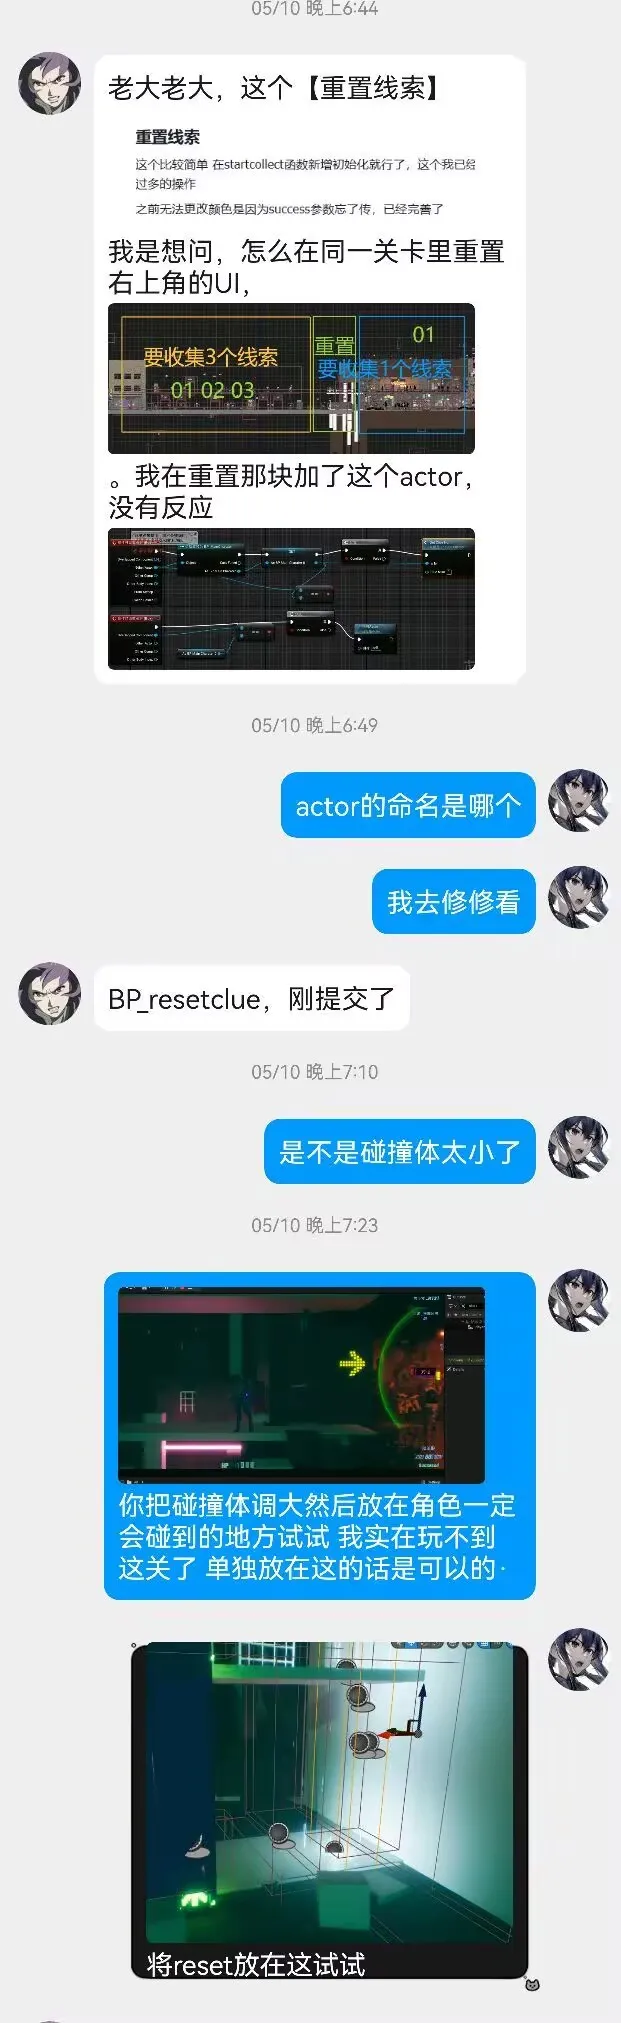 05/10 晚上6:44
老大老大，这个【重置线索】
重置线索
这个比较简单 在startcollect函数新增初始化就行了，这个我已经
过多的操作
之前无法更改颜色是因为success参数忘了传，已经完善了
我是想问，怎么在同一关卡里重置
右上角的UI，
要收集3个线索
01 02 03
重置
01
要收集1个线索
。我在重置那块加了这个actor，
没有反应
05/10 晚上6:49
actor的命名是哪个
我去修修看
BP_resetclue，刚提交了
05/10 晚上7:10
是不是碰撞体太小了
05/10 晚上7:23
你把碰撞体调大然后放在角色一定
会碰到的地方试试 我实在玩不到
这关了 单独放在这的话是可以的·
将reset放在这试试